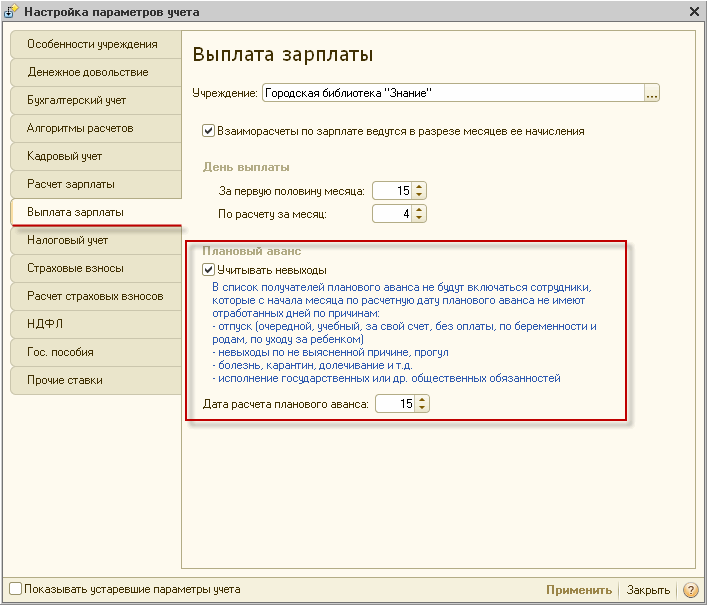 Настройка параметров учета
Особенности учреждения
Денежное довольствие
Бухгалтерский учет
Алгоритмы расчетов
Кадровый учет
Расчет зарплаты
Выплата зарплаты
Налоговый учет
Страховые взносы
Расчет страховых взносов
НДФЛ
Гос. пособия
Прочие ставки
Выплата зарплаты
Учреждение: Городская библиотека "Знание" ...
Взаиморасчеты по зарплате ведутся в разрезе месяцев ее начисления
День выплаты
За первую половину месяца: 15
По расчету за месяц: 4
Плановый аванс
Учитывать невыходы
В список получателей планового аванса не будут включаться сотрудники,
которые с начала месяца по расчетную дату планового аванса не имеют
отработанных дней по причинам:
- отпуск (очередной, учебный, за свой счет, без оплаты, по беременности и
родам, по уходу за ребенком)
- невыходы по не выясненной причине, прогул
- болезнь, карантин, долечивание и т.д.
- исполнение государственных или др. общественных обязанностей
Дата расчета планового аванса: 15
Показывать устаревшие параметры учета
Применить Закрыть ?